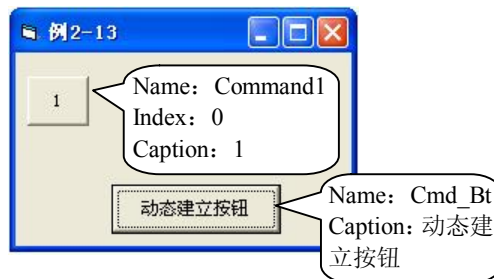 例2-13
1
Name：Command1
Index：0
Caption：1
动态建立按钮
Name：Cmd_Bt
Caption：动态建
立按钮